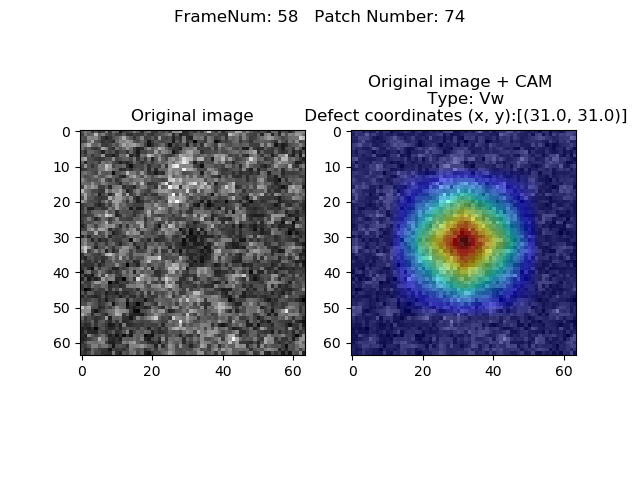 FrameNum: 58   Patch Number: 74
Original image
Original image + CAM
Type: Vw
Defect coordinates (x, y):[(31.0, 31.0)]
0
10
20
30
40
50
60
0 20 40 60
0
10
20
30
40
50
60
0 20 40 60